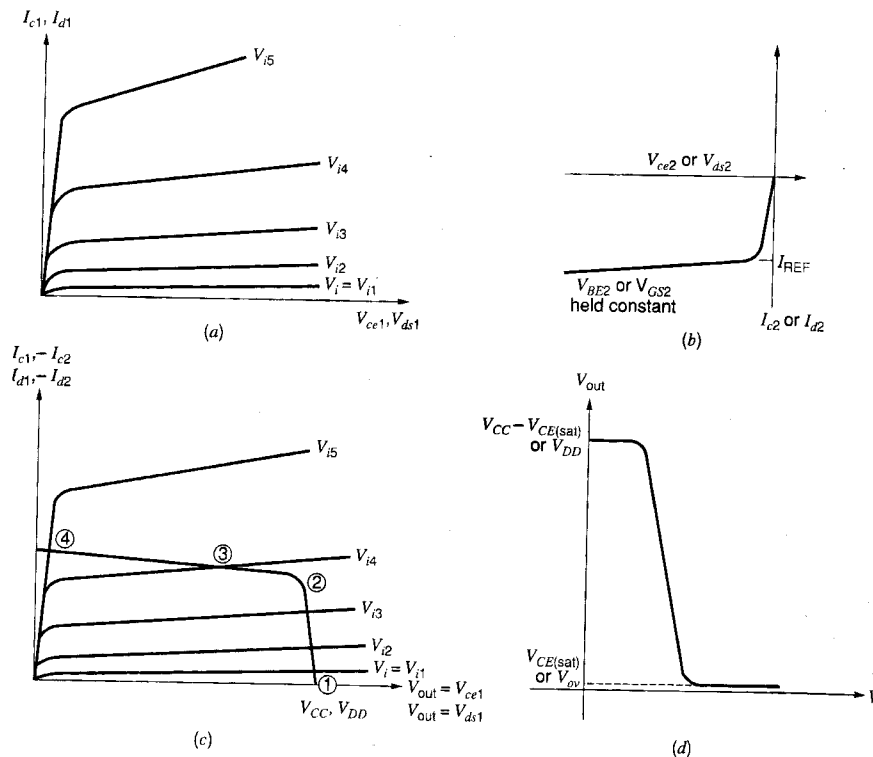 I_c1, I_d1
V_i5
V_i4
V_i3
V_i2
V_i = V_i1
V_ce1, V_ds1
(a)
V_ce2 or V_ds2
I_REF
V_BE2 or V_GS2
held constant
I_c2 or I_d2
(b)
I_c1, – I_c2
I_d1, – I_d2
V_i5
④
③
②
V_i4
V_i3
V_i2
V_i = V_i1
①
V_CC, V_DD
V_out = V_ce1
V_out = V_ds1
(c)
V_out
V_CC – V_CE(sat)
or V_DD
V_CE(sat)
or V_ov
(d)